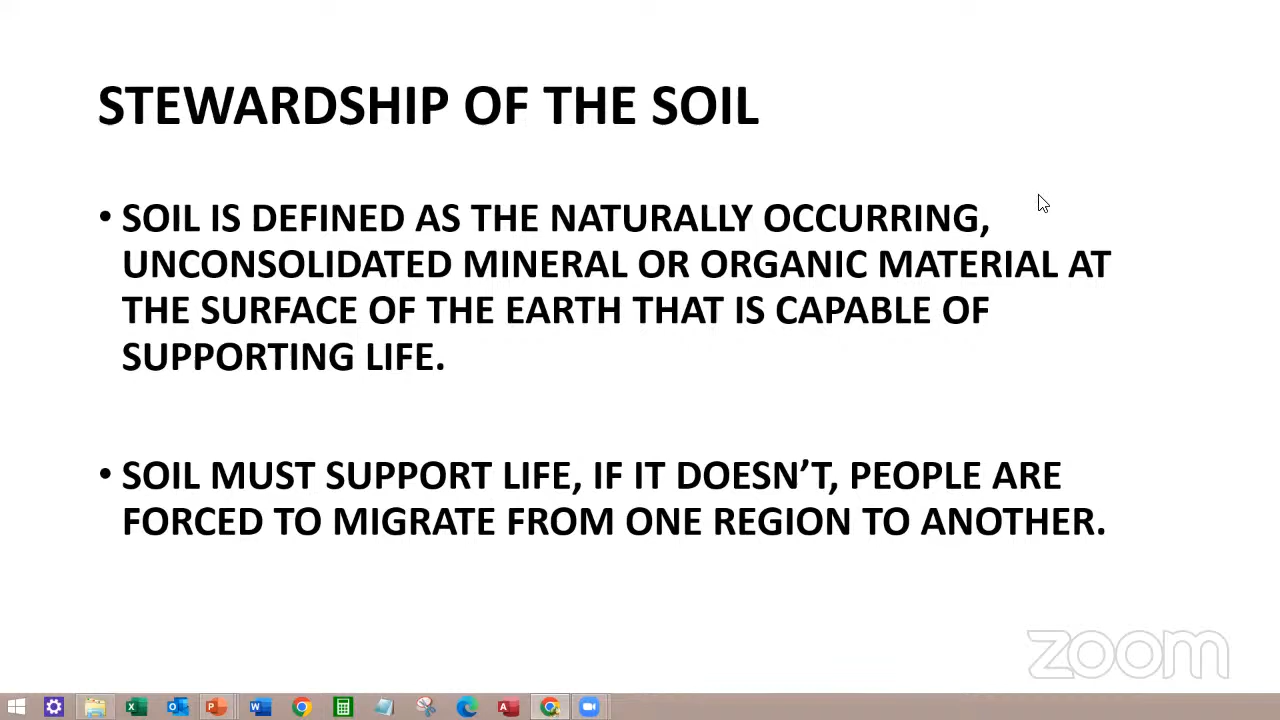 STEWARDSHIP OF THE SOIL
• SOIL IS DEFINED AS THE NATURALLY OCCURRING,
UNCONSOLIDATED MINERAL OR ORGANIC MATERIAL AT
THE SURFACE OF THE EARTH THAT IS CAPABLE OF
SUPPORTING LIFE.
• SOIL MUST SUPPORT LIFE, IF IT DOESN’T, PEOPLE ARE
FORCED TO MIGRATE FROM ONE REGION TO ANOTHER.
zoom